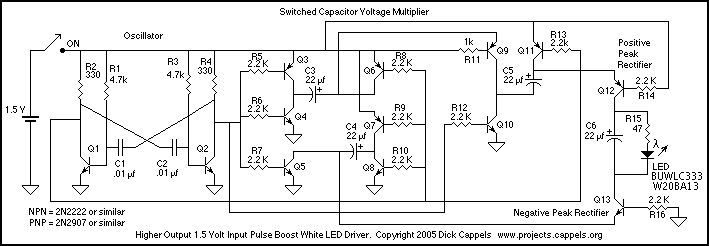 Switched Capacitor Voltage Multiplier
ON
Oscillator
R2
330
R1
4.7k
R3
4.7k
R4
330
R5
2.2 K
Q3
C3
22 µf
+
R8
2.2 K
Q6
1k
R11
Q9
Q11
R13
2.2k
C5
22 µf
+
Positive
Peak
Rectifier
Q12
2.2 K
R14
1.5 V
R6
2.2 K
Q4
R9
2.2 K
Q7
R12
2.2 K
Q10
C6
22 µf
+
R15
47
λ
LED
BUWLC333
W20BA13
Q1
C1
.01 µf
C2
.01 µf
Q2
R7
2.2 K
Q5
C4
22 µf
+
R10
2.2 K
Q8
Q13
2.2 K
R16
Negative Peak Rectifier
NPN = 2N2222 or similar
PNP = 2N2907 or similar
Higher Output 1.5 Volt Input Pulse Boost White LED Driver. Copyright 2005 Dick Cappels www.projects.cappels.org